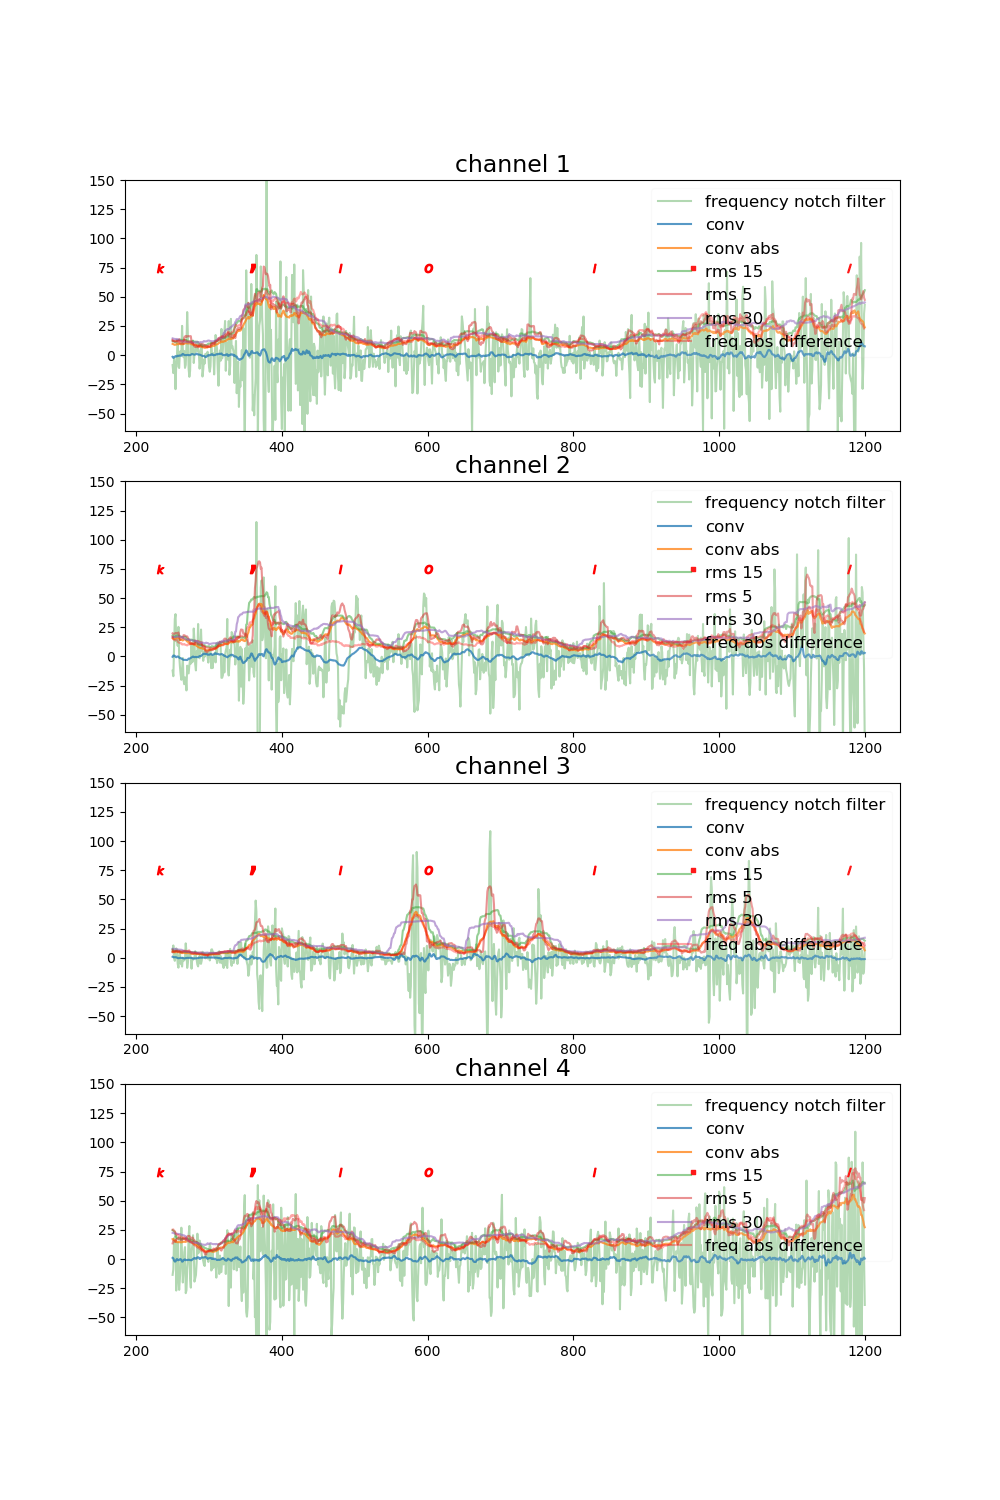 channel 1
150
125
100
75
50
25
0
−25
−50
k l o l l
frequency notch filter
conv
conv abs
rms 15
rms 5
rms 30
freq abs difference
200 400 600 800 1000 1200
channel 2
150
125
100
75
50
25
0
−25
−50
k l o l l
frequency notch filter
conv
conv abs
rms 15
rms 5
rms 30
freq abs difference
200 400 600 800 1000 1200
channel 3
150
125
100
75
50
25
0
−25
−50
k l o l l
frequency notch filter
conv
conv abs
rms 15
rms 5
rms 30
freq abs difference
200 400 600 800 1000 1200
channel 4
150
125
100
75
50
25
0
−25
−50
k l o l l
frequency notch filter
conv
conv abs
rms 15
rms 5
rms 30
freq abs difference
200 400 600 800 1000 1200